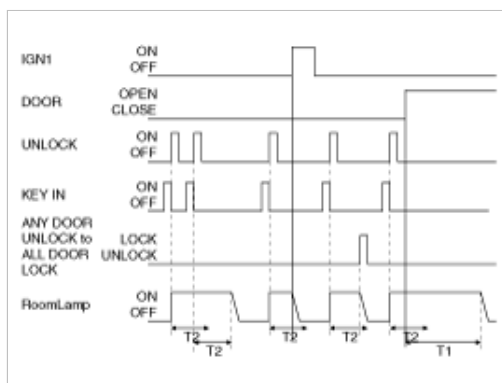 IGN1 ON
OFF
DOOR OPEN
CLOSE
UNLOCK ON
OFF
KEY IN ON
OFF
ANY DOOR
UNLOCK to LOCK
ALL DOOR UNLOCK
LOCK
RoomLamp ON
OFF
T2 T2 T2 T2
T2 T1